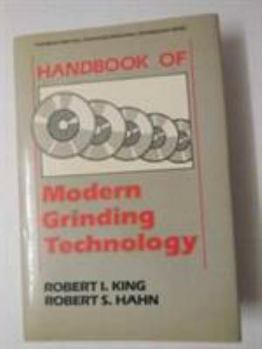 HANDBOOK OF
Modern
Grinding
Technology
ROBERT I. KING
ROBERT S. HAHN